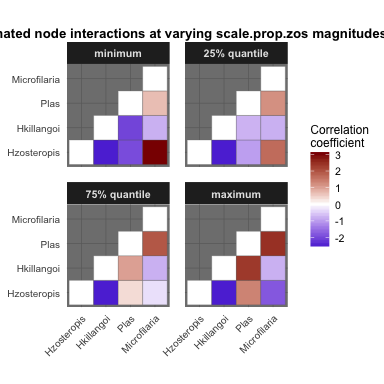 nated node interactions at varying scale.prop.zos magnitudes
minimum
25% quantile
Microfilaria
Plas
Hkillangoi
Hzosteropis
75% quantile
maximum
Microfilaria
Plas
Hkillangoi
Hzosteropis
Hzosteropis
Hkillangoi
Plas
Microfilaria
Hzosteropis
Hkillangoi
Plas
Microfilaria
Correlation
coefficient
3
2
1
0
-1
-2